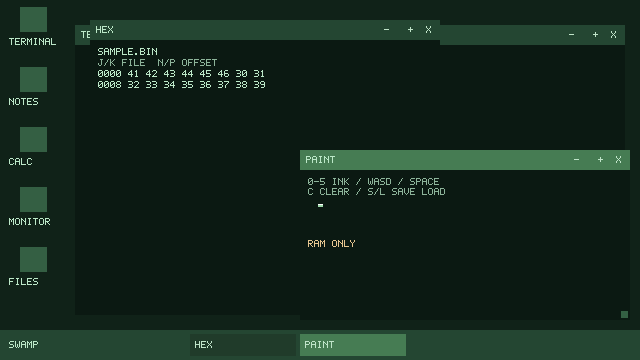 TERMINAL
NOTES
CALC
MONITOR
FILES
TE
- + X
HEX - + X
SAMPLE.BIN
J/K FILE  N/P OFFSET
0000 41 42 43 44 45 46 30 31
0008 32 33 34 35 36 37 38 39
PAINT - + X
0-5 INK / WASD / SPACE
C CLEAR / S/L SAVE LOAD
RAM ONLY
SWAMP HEX PAINT